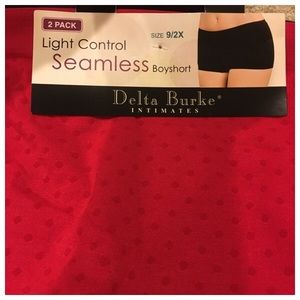 2 PACK
SIZE 9/2X
Light Control
Seamless Boyshort
Delta Burke
INTIMATES